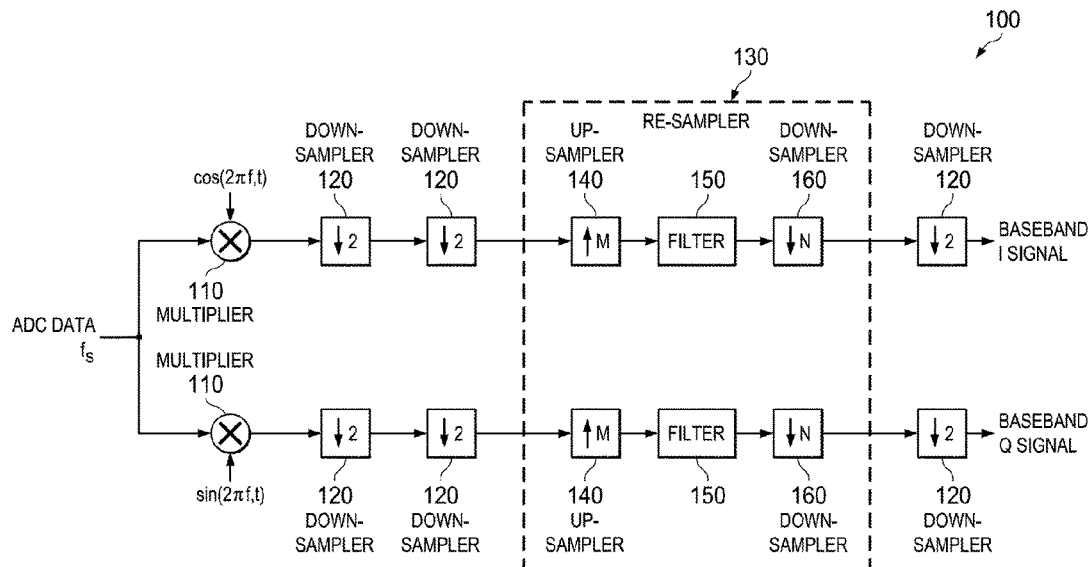 100
130
RE-SAMPLER
DOWN-
SAMPLER
120
DOWN-
SAMPLER
120
UP-
SAMPLER
140
150
DOWN-
SAMPLER
160
DOWN-
SAMPLER
120
cos(2πf,t)
↓2
↓2
↑M
FILTER
↓N
↓2
BASEBAND
I SIGNAL
110
MULTIPLIER
ADC DATA
fs
MULTIPLIER
110
↓2
↓2
↑M
FILTER
↓N
↓2
BASEBAND
Q SIGNAL
sin(2πf,t)
120
DOWN-
SAMPLER
120
DOWN-
SAMPLER
140
UP-
SAMPLER
150
160
DOWN-
SAMPLER
120
DOWN-
SAMPLER